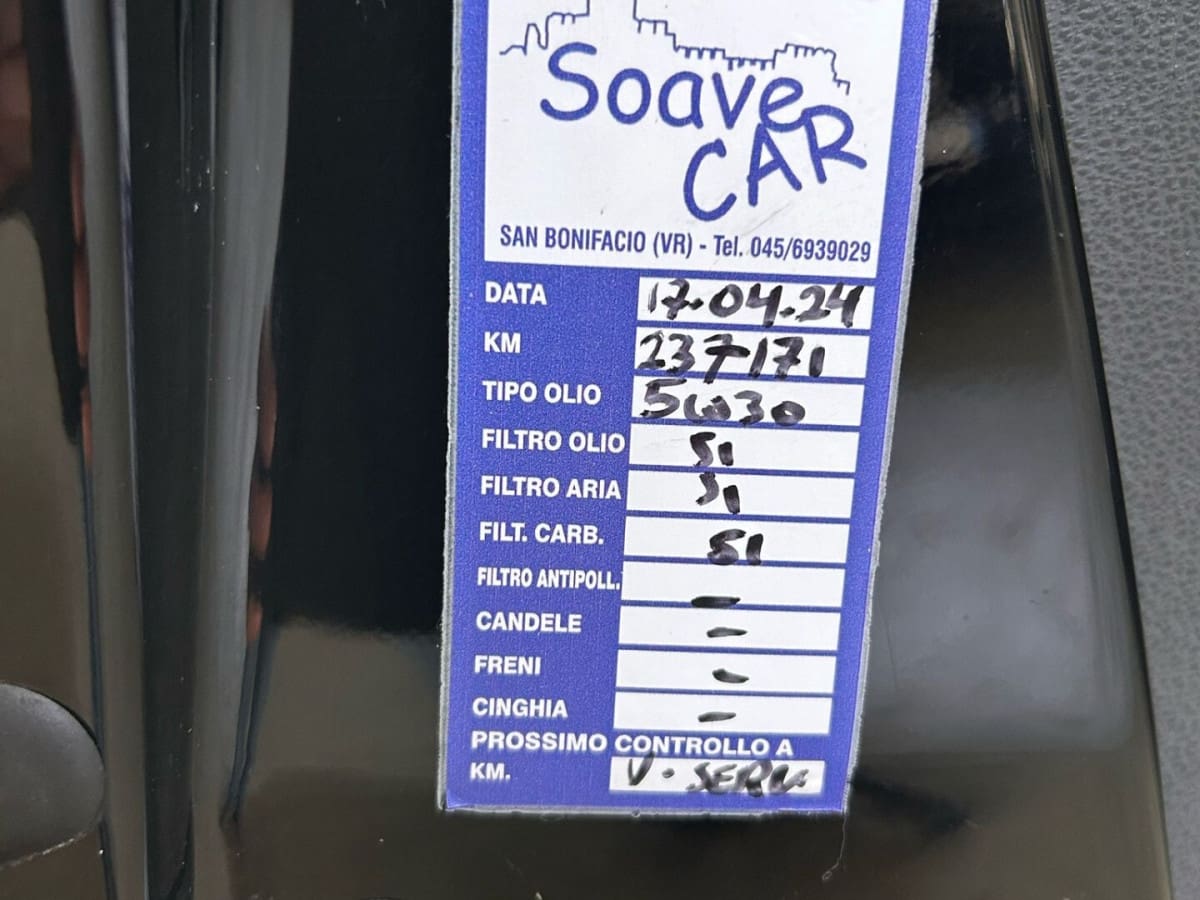 Soave
CAR
SAN BONIFACIO (VR) - Tel. 045/6939029
DATA 17.04.24
KM 237171
TIPO OLIO 5W30
FILTRO OLIO SI
FILTRO ARIA SI
FILT. CARB. SI
FILTRO ANTIPOLL. -
CANDELE -
FRENI -
CINGHIA -
PROSSIMO CONTROLLO A
KM. V. SERV